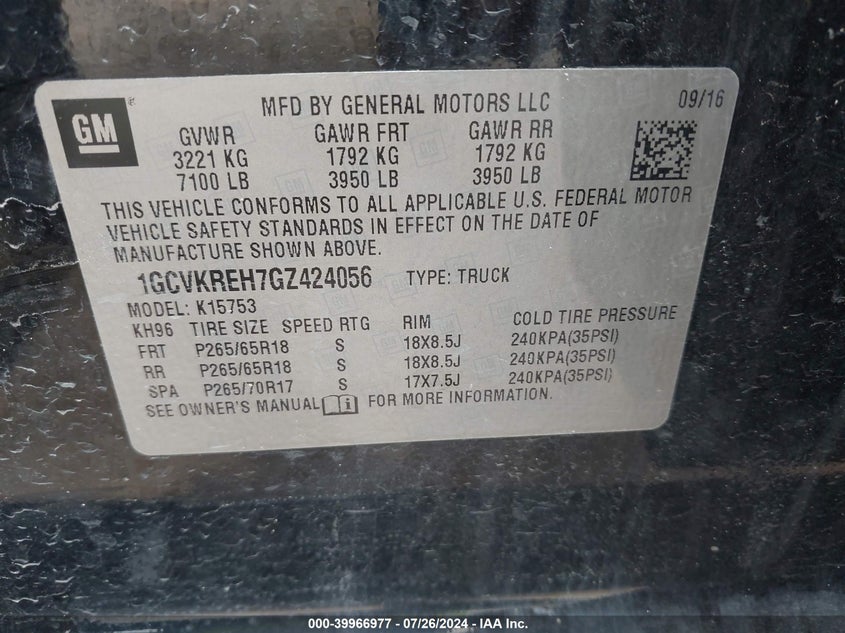 GM
MFD BY GENERAL MOTORS LLC
09/16
GVWR GAWR FRT GAWR RR
3221 KG 1792 KG 1792 KG
7100 LB 3950 LB 3950 LB
THIS VEHICLE CONFORMS TO ALL APPLICABLE U.S. FEDERAL MOTOR
VEHICLE SAFETY STANDARDS IN EFFECT ON THE DATE OF
MANUFACTURE SHOWN ABOVE.
1GCVKREH7GZ424056 TYPE: TRUCK
MODEL: K15753
KH96 TIRE SIZE SPEED RTG RIM COLD TIRE PRESSURE
FRT P265/65R18 S 18X8.5J 240KPA(35PSI)
RR P265/65R18 S 18X8.5J 240KPA(35PSI)
SPA P265/70R17 S 17X7.5J 240KPA(35PSI)
SEE OWNER'S MANUAL FOR MORE INFORMATION.
000-39966977 - 07/26/2024 - IAA Inc.